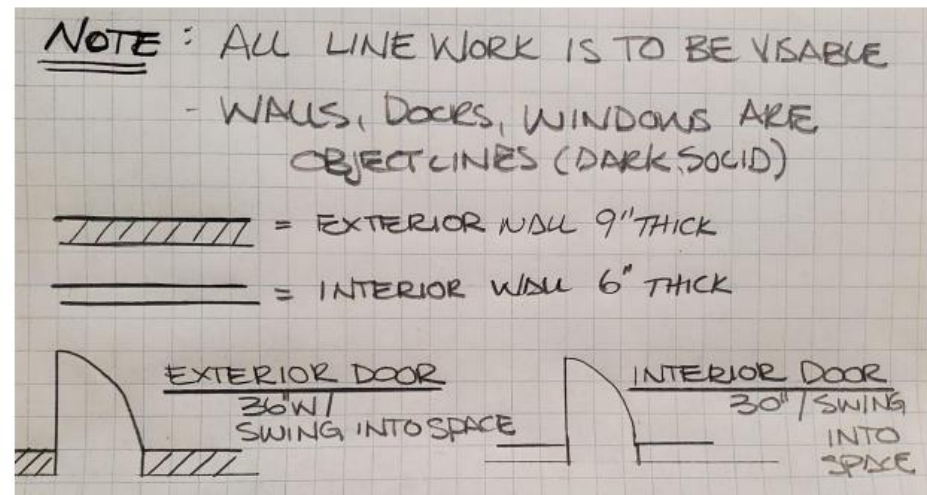 NOTE : ALL LINE WORK IS TO BE VISABLE
- WALLS, DOORS, WINDOWS ARE
OBJECT LINES (DARK, SOLID)
= EXTERIOR WALL 9" THICK
= INTERIOR WALL 6" THICK
EXTERIOR DOOR
36" W/
SWING INTO SPACE
INTERIOR DOOR
30" / SWING
INTO
SPACE